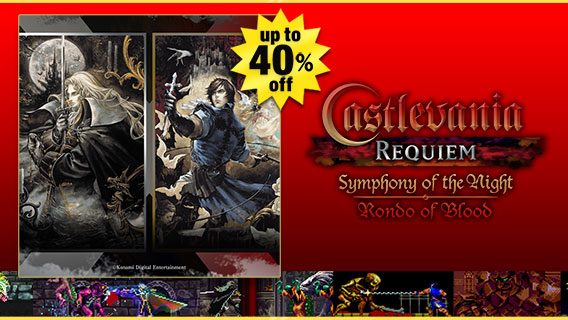 up to
40%
off
Castlevania
REQUIEM
Symphony of the Night
&
Rondo of Blood
©Konami Digital Entertainment